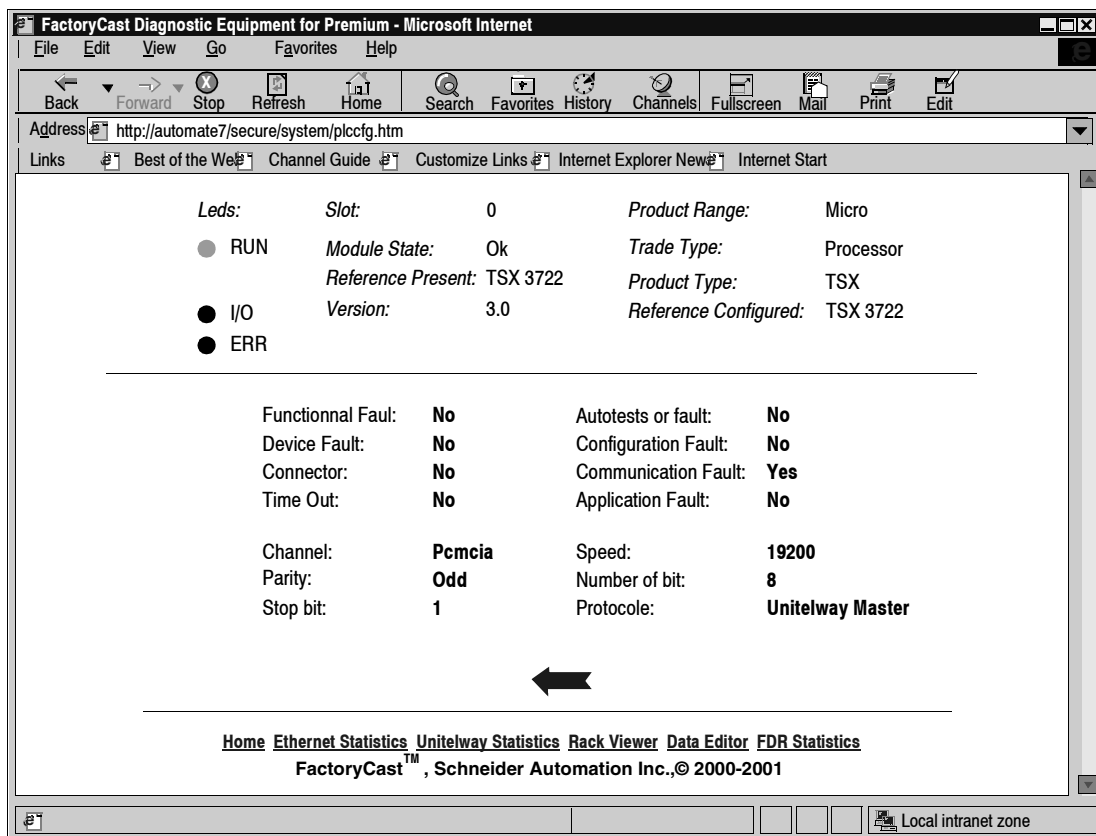 FactoryCast Diagnostic Equipment for Premium - Microsoft Internet
File Edit View Go Favorites Help
Back Forward Stop Refresh Home Search Favorites History Channels Fullscreen Mail Print Edit
Address http://automate7/secure/system/plccfg.htm
Links Best of the We Channel Guide Customize Links Internet Explorer New Internet Start
Leds: Slot: 0 Product Range: Micro
RUN Module State: Ok Trade Type: Processor
Reference Present: TSX 3722 Product Type: TSX
I/O Version: 3.0 Reference Configured: TSX 3722
ERR
Functionnal Faul: No Autotests or fault: No
Device Fault: No Configuration Fault: No
Connector: No Communication Fault: Yes
Time Out: No Application Fault: No
Channel: Pcmcia Speed: 19200
Parity: Odd Number of bit: 8
Stop bit: 1 Protocole: Unitelway Master
Home Ethernet Statistics Unitelway Statistics Rack Viewer Data Editor FDR Statistics
FactoryCast™ , Schneider Automation Inc.,© 2000-2001
Local intranet zone